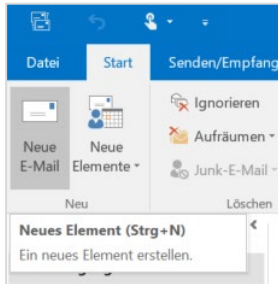 Datei Start Senden/Empfang
Neue E-Mail
Neue Elemente
Ignorieren
Aufräumen
Junk-E-Mail
Neu Löschen
Neues Element (Strg+N)
Ein neues Element erstellen.